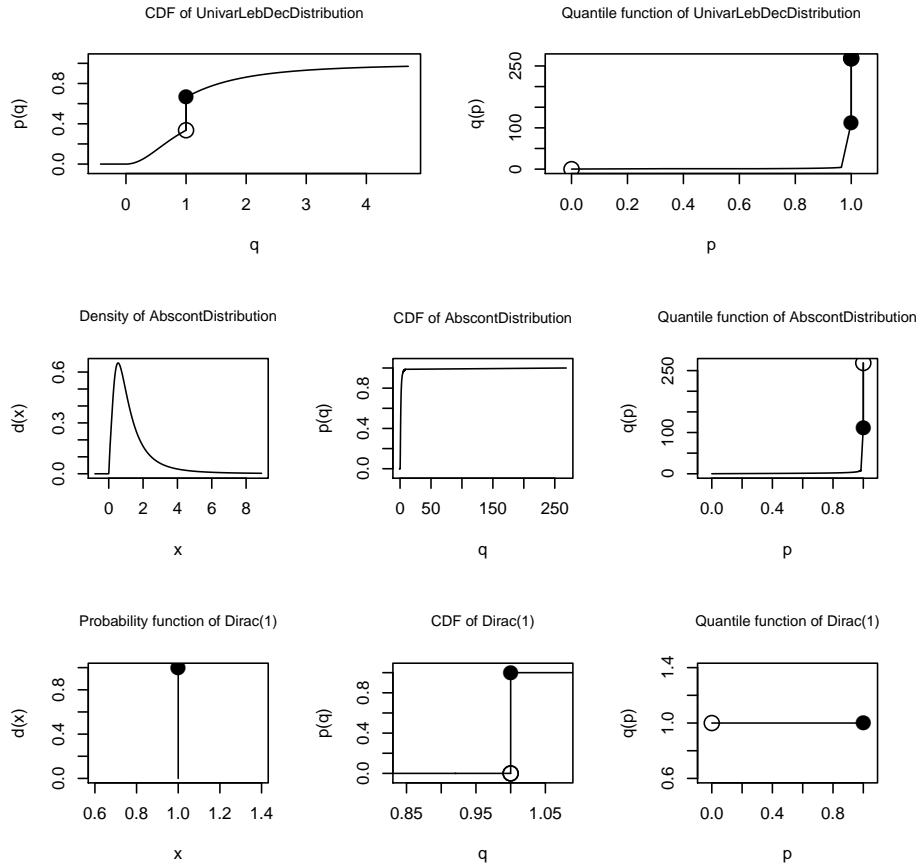 CDF of UnivarLebDecDistribution
Quantile function of UnivarLebDecDistribution
p(q)
0.0 0.4 0.8
0 1 2 3 4
q
q(p)
0 100 250
0.0 0.2 0.4 0.6 0.8 1.0
p
Density of AbscontDistribution
CDF of AbscontDistribution
Quantile function of AbscontDistribution
d(x)
0.0 0.3 0.6
0 2 4 6 8
x
p(q)
0.0 0.4 0.8
0 50 150 250
q
q(p)
0 100 250
0.0 0.4 0.8
p
Probability function of Dirac(1)
CDF of Dirac(1)
Quantile function of Dirac(1)
d(x)
0.0 0.4 0.8
0.6 0.8 1.0 1.2 1.4
x
p(q)
0.0 0.4 0.8
0.85 0.95 1.05
q
q(p)
0.6 1.0 1.4
0.0 0.4 0.8
p